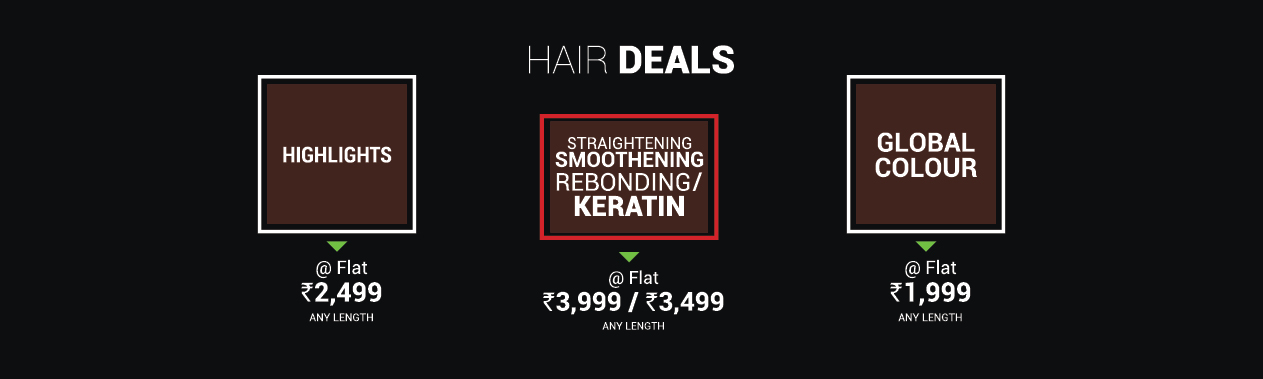 HAIR DEALS
HIGHLIGHTS
@ Flat
₹2,499
ANY LENGTH
STRAIGHTENING
SMOOTHENING
REBONDING/
KERATIN
@ Flat
₹3,999 / ₹3,499
ANY LENGTH
GLOBAL
COLOUR
@ Flat
₹1,999
ANY LENGTH